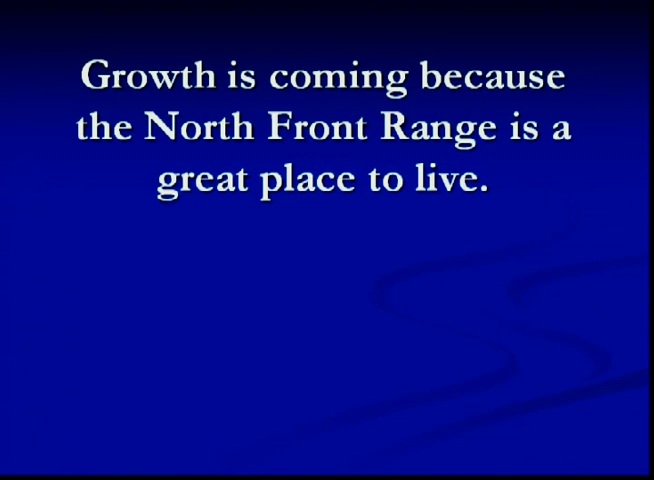 Growth is coming because
the North Front Range is a
great place to live.